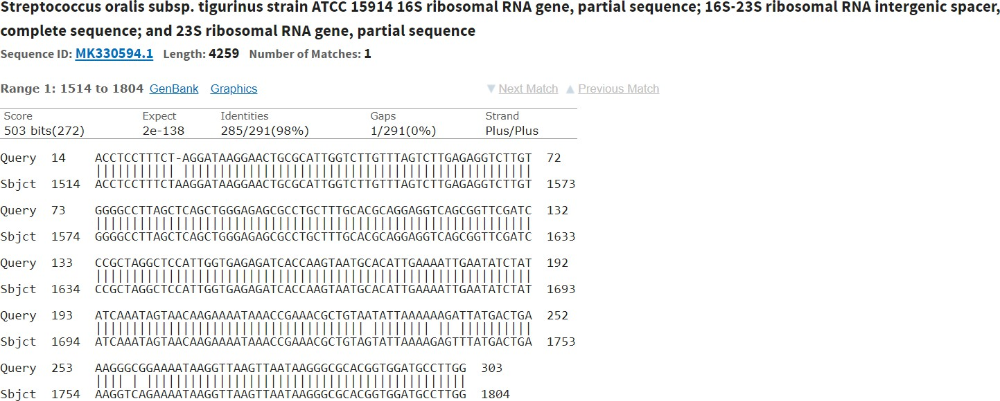 Streptococcus oralis subsp. tigurinus strain ATCC 15914 16S ribosomal RNA gene, partial sequence; 16S-23S ribosomal RNA intergenic spacer,
complete sequence; and 23S ribosomal RNA gene, partial sequence
Sequence ID: MK330594.1 Length: 4259 Number of Matches: 1
Range 1: 1514 to 1804 GenBank Graphics ▼ Next Match ▲ Previous Match
Score Expect Identities Gaps Strand
503 bits(272) 2e-138 285/291(98%) 1/291(0%) Plus/Plus
Query 14 ACCTCCTTTCT-AGGATAAGGAACTGCGCATTGGTCTTGTTTAGTCTTGAGAGGTCTTGT 72
||||||||||| ||||||||||||||||||||||||||||||||||||||||||||||||
Sbjct 1514 ACCTCCTTTCTAAGGATAAGGAACTGCGCATTGGTCTTGTTTAGTCTTGAGAGGTCTTGT 1573
Query 73 GGGGCCTTAGCTCAGCTGGGAGAGCGCCTGCTTTGCACGCAGGAGGTCAGCGGTTCGATC 132
||||||||||||||||||||||||||||||||||||||||||||||||||||||||||||
Sbjct 1574 GGGGCCTTAGCTCAGCTGGGAGAGCGCCTGCTTTGCACGCAGGAGGTCAGCGGTTCGATC 1633
Query 133 CCGCTAGGCTCCATTGGTGAGAGATCACCAAGTAATGCACATTGAAAATTGAATATCTAT 192
||||||||||||||||||||||||||||||||||||||||||||||||||||||||||||
Sbjct 1634 CCGCTAGGCTCCATTGGTGAGAGATCACCAAGTAATGCACATTGAAAATTGAATATCTAT 1693
Query 193 ATCAAATAGTAACAAGAAAATAAACCGAAACGCTGTAATATTAAAAAAGATTATGACTGA 252
||||||||||||||||||||||||||||||||||||| |||||||| || ||||||||||
Sbjct 1694 ATCAAATAGTAACAAGAAAATAAACCGAAACGCTGTAGTATTAAAAGAGTTTATGACTGA 1753
Query 253 AAGGGCGGAAAATAAGGTTAAGTTAATAAGGGCGCACGGTGGATGCCTTGG 303
|||| | ||||||||||||||||||||||||||||||||||||||||||||
Sbjct 1754 AAGGTCAGAAAATAAGGTTAAGTTAATAAGGGCGCACGGTGGATGCCTTGG 1804